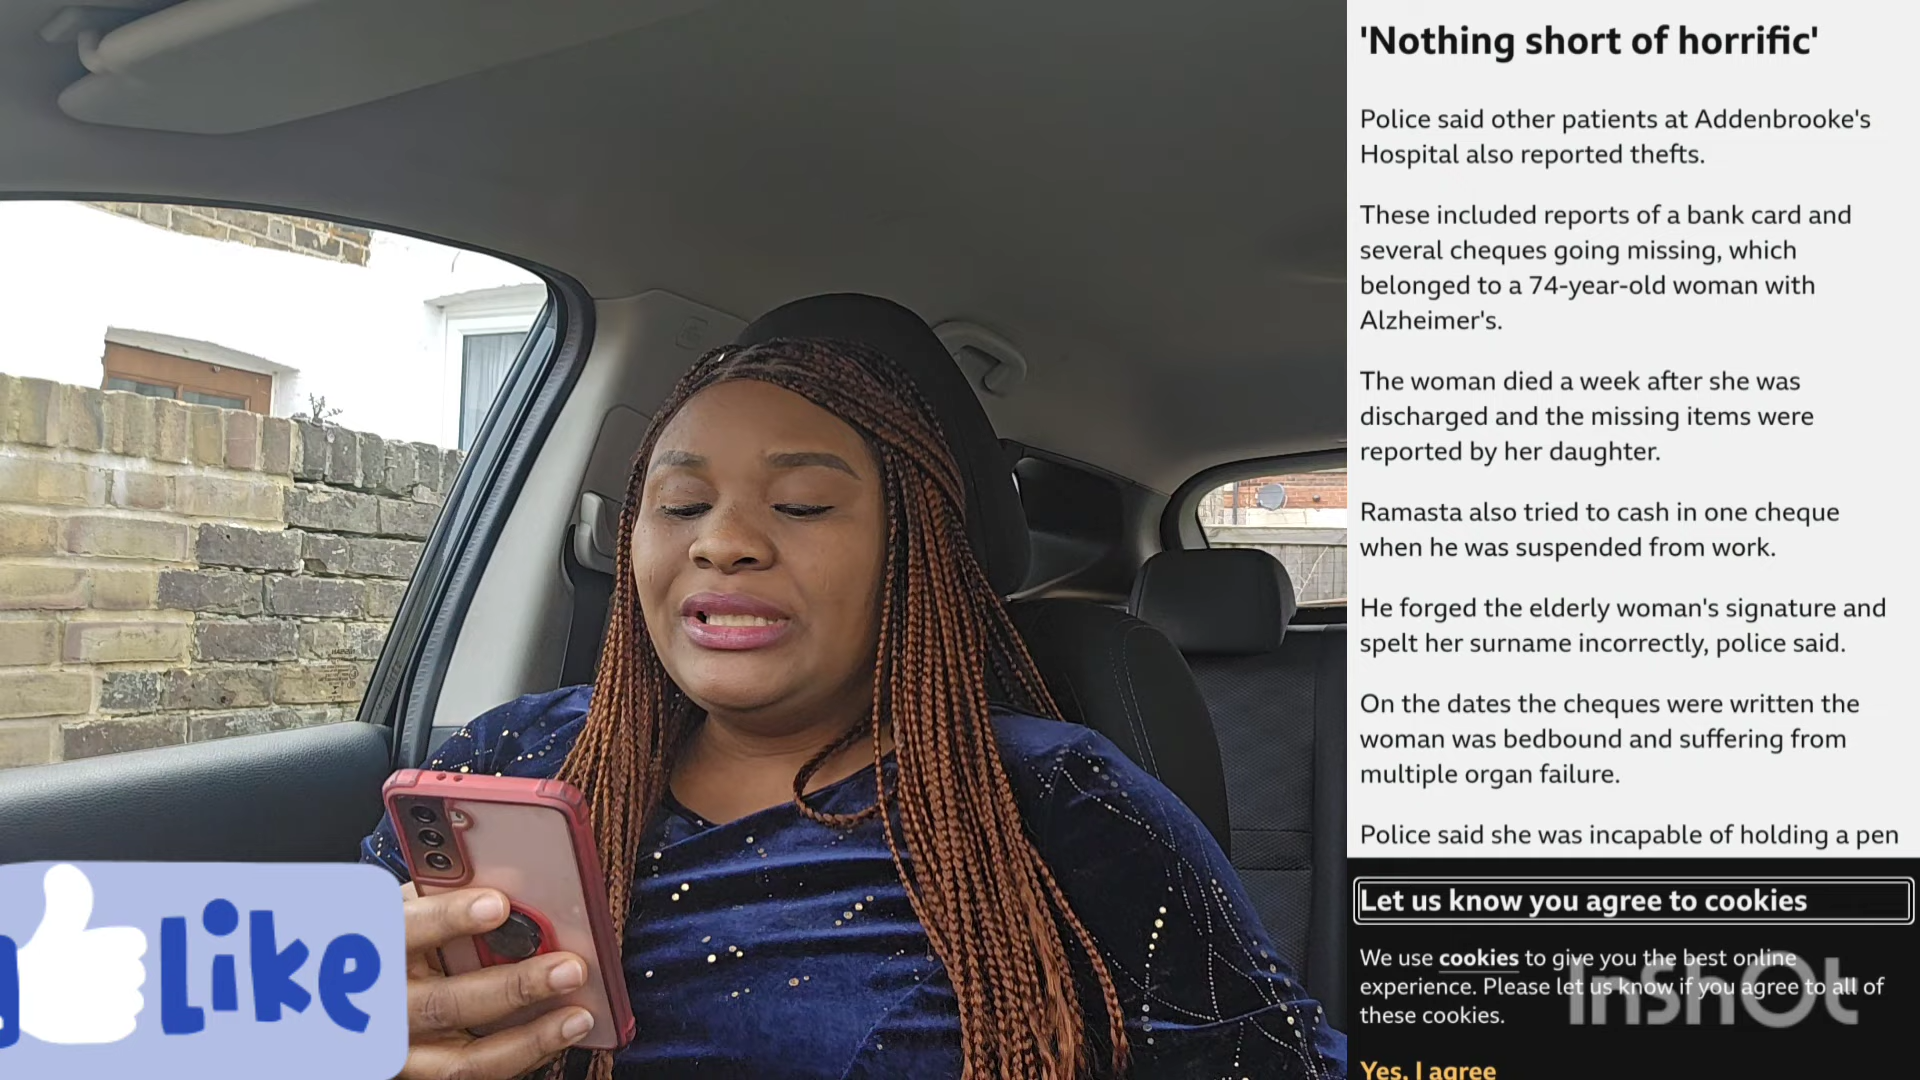 'Nothing short of horrific'
Police said other patients at Addenbrooke's
Hospital also reported thefts.
These included reports of a bank card and
several cheques going missing, which
belonged to a 74-year-old woman with
Alzheimer's.
The woman died a week after she was
discharged and the missing items were
reported by her daughter.
Ramasta also tried to cash in one cheque
when he was suspended from work.
He forged the elderly woman's signature and
spelt her surname incorrectly, police said.
On the dates the cheques were written the
woman was bedbound and suffering from
multiple organ failure.
Police said she was incapable of holding a pen
Let us know you agree to cookies
We use cookies to give you the best online
experience. Please let us know if you agree to all of
these cookies.
Yes, I agree
InShOt
Like